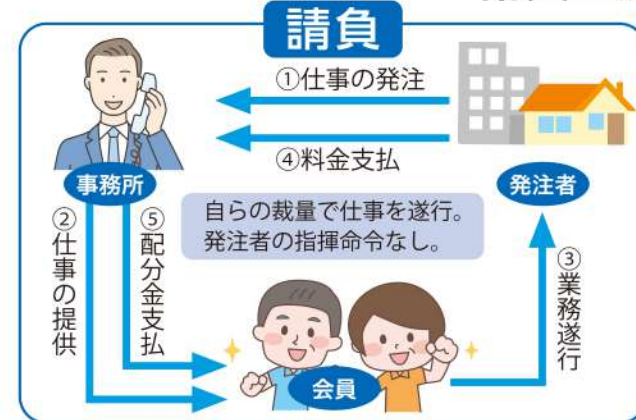 請負
①仕事の発注
④料金支払
事務所
発注者
自らの裁量で仕事を遂行。
発注者の指揮命令なし。
②仕事の提供
⑤配分金支払
③業務遂行
会員